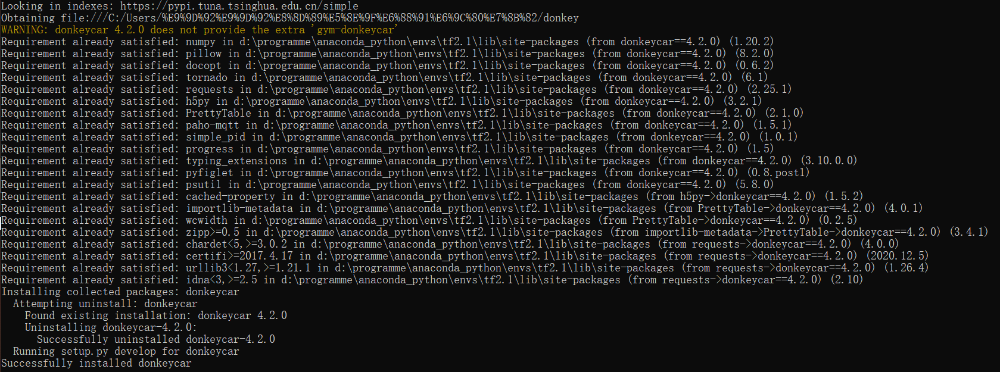 Looking in indexes: https://pypi.tuna.tsinghua.edu.cn/simple
Obtaining file:///C:/Users/%E9%9D%92%E9%9D%92%E8%8D%89%E5%8E%9F%E6%88%91%E6%9C%80%E7%8B%82/donkey
WARNING: donkeycar 4.2.0 does not provide the extra 'gym-donkeycar'
Requirement already satisfied: numpy in d:\programme\anaconda_python\envs\tf2.1\lib\site-packages (from donkeycar==4.2.0) (1.20.2)
Requirement already satisfied: pillow in d:\programme\anaconda_python\envs\tf2.1\lib\site-packages (from donkeycar==4.2.0) (8.2.0)
Requirement already satisfied: docopt in d:\programme\anaconda_python\envs\tf2.1\lib\site-packages (from donkeycar==4.2.0) (0.6.2)
Requirement already satisfied: tornado in d:\programme\anaconda_python\envs\tf2.1\lib\site-packages (from donkeycar==4.2.0) (6.1)
Requirement already satisfied: requests in d:\programme\anaconda_python\envs\tf2.1\lib\site-packages (from donkeycar==4.2.0) (2.25.1)
Requirement already satisfied: h5py in d:\programme\anaconda_python\envs\tf2.1\lib\site-packages (from donkeycar==4.2.0) (3.2.1)
Requirement already satisfied: PrettyTable in d:\programme\anaconda_python\envs\tf2.1\lib\site-packages (from donkeycar==4.2.0) (2.1.0)
Requirement already satisfied: paho-mqtt in d:\programme\anaconda_python\envs\tf2.1\lib\site-packages (from donkeycar==4.2.0) (1.5.1)
Requirement already satisfied: simple_pid in d:\programme\anaconda_python\envs\tf2.1\lib\site-packages (from donkeycar==4.2.0) (1.0.1)
Requirement already satisfied: progress in d:\programme\anaconda_python\envs\tf2.1\lib\site-packages (from donkeycar==4.2.0) (1.5)
Requirement already satisfied: typing_extensions in d:\programme\anaconda_python\envs\tf2.1\lib\site-packages (from donkeycar==4.2.0) (3.10.0.0)
Requirement already satisfied: pyfiglet in d:\programme\anaconda_python\envs\tf2.1\lib\site-packages (from donkeycar==4.2.0) (0.8.post1)
Requirement already satisfied: psutil in d:\programme\anaconda_python\envs\tf2.1\lib\site-packages (from donkeycar==4.2.0) (5.8.0)
Requirement already satisfied: cached-property in d:\programme\anaconda_python\envs\tf2.1\lib\site-packages (from h5py->donkeycar==4.2.0) (1.5.2)
Requirement already satisfied: importlib-metadata in d:\programme\anaconda_python\envs\tf2.1\lib\site-packages (from PrettyTable->donkeycar==4.2.0) (4.0.1)
Requirement already satisfied: wcwidth in d:\programme\anaconda_python\envs\tf2.1\lib\site-packages (from PrettyTable->donkeycar==4.2.0) (0.2.5)
Requirement already satisfied: zipp>=0.5 in d:\programme\anaconda_python\envs\tf2.1\lib\site-packages (from importlib-metadata->PrettyTable->donkeycar==4.2.0) (3.4.1)
Requirement already satisfied: chardet<5,>=3.0.2 in d:\programme\anaconda_python\envs\tf2.1\lib\site-packages (from requests->donkeycar==4.2.0) (4.0.0)
Requirement already satisfied: certifi>=2017.4.17 in d:\programme\anaconda_python\envs\tf2.1\lib\site-packages (from requests->donkeycar==4.2.0) (2020.12.5)
Requirement already satisfied: urllib3<1.27,>=1.21.1 in d:\programme\anaconda_python\envs\tf2.1\lib\site-packages (from requests->donkeycar==4.2.0) (1.26.4)
Requirement already satisfied: idna<3,>=2.5 in d:\programme\anaconda_python\envs\tf2.1\lib\site-packages (from requests->donkeycar==4.2.0) (2.10)
Installing collected packages: donkeycar
  Attempting uninstall: donkeycar
    Found existing installation: donkeycar 4.2.0
    Uninstalling donkeycar-4.2.0:
      Successfully uninstalled donkeycar-4.2.0
  Running setup.py develop for donkeycar
Successfully installed donkeycar